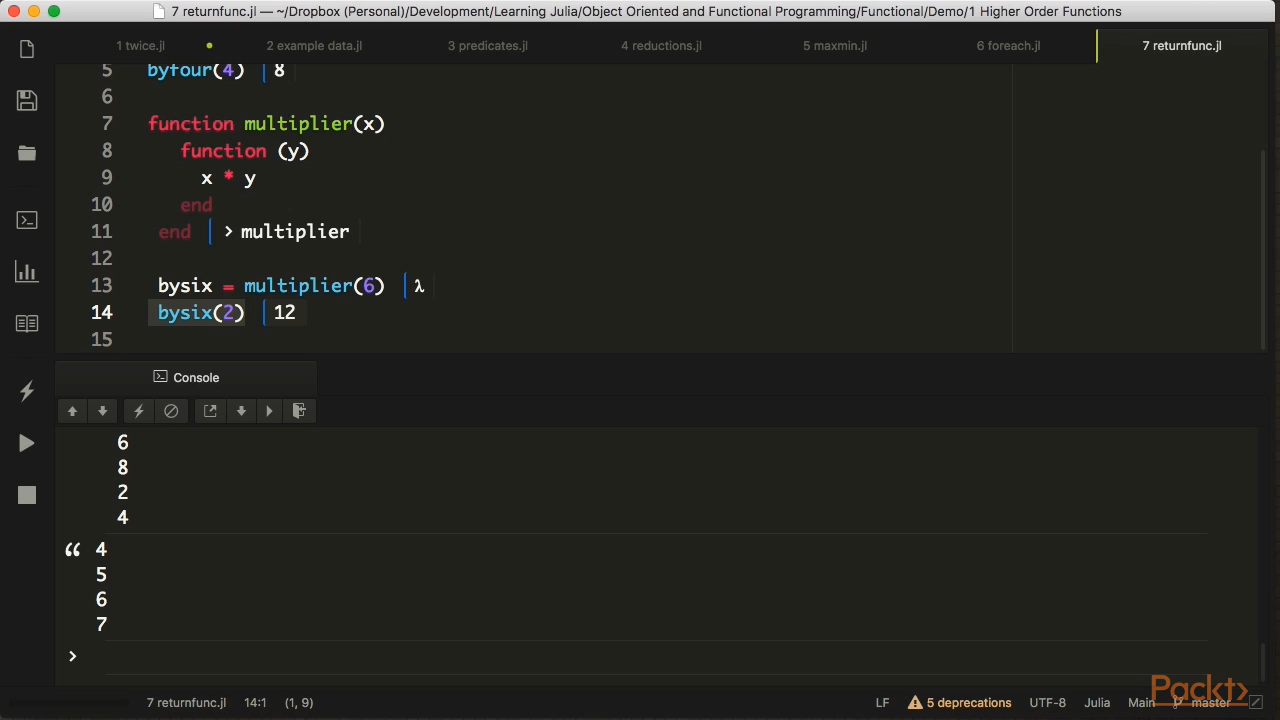 7 returnfunc.jl — ~/Dropbox (Personal)/Development/Learning Julia/Object Oriented and Functional Programming/Functional/Demo/1 Higher Order Functions
1 twice.jl 2 example data.jl 3 predicates.jl 4 reductions.jl 5 maxmin.jl 6 foreach.jl 7 returnfunc.jl
5 byfour(4) 8
6
7 function multiplier(x)
8 function (y)
9 x * y
10 end
11 end > multiplier
12
13 bysix = multiplier(6) λ
14 bysix(2) 12
15
Console
6
8
2
4
“ 4
5
6
7
>
7 returnfunc.jl 14:1 (1, 9) LF 5 deprecations UTF-8 Julia Main master
Packt>